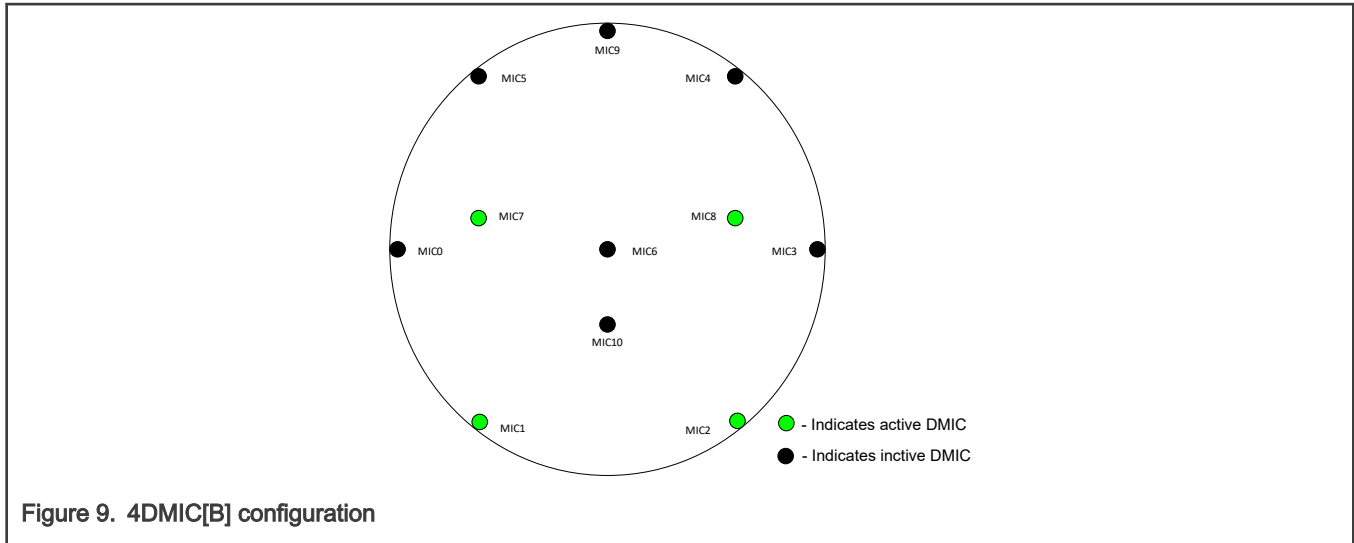 MIC9
MIC5
MIC4
MIC7
MIC8
MIC0
MIC6
MIC3
MIC10
MIC1
MIC2
- Indicates active DMIC
- Indicates inctive DMIC
Figure 9. 4DMIC[B] configuration